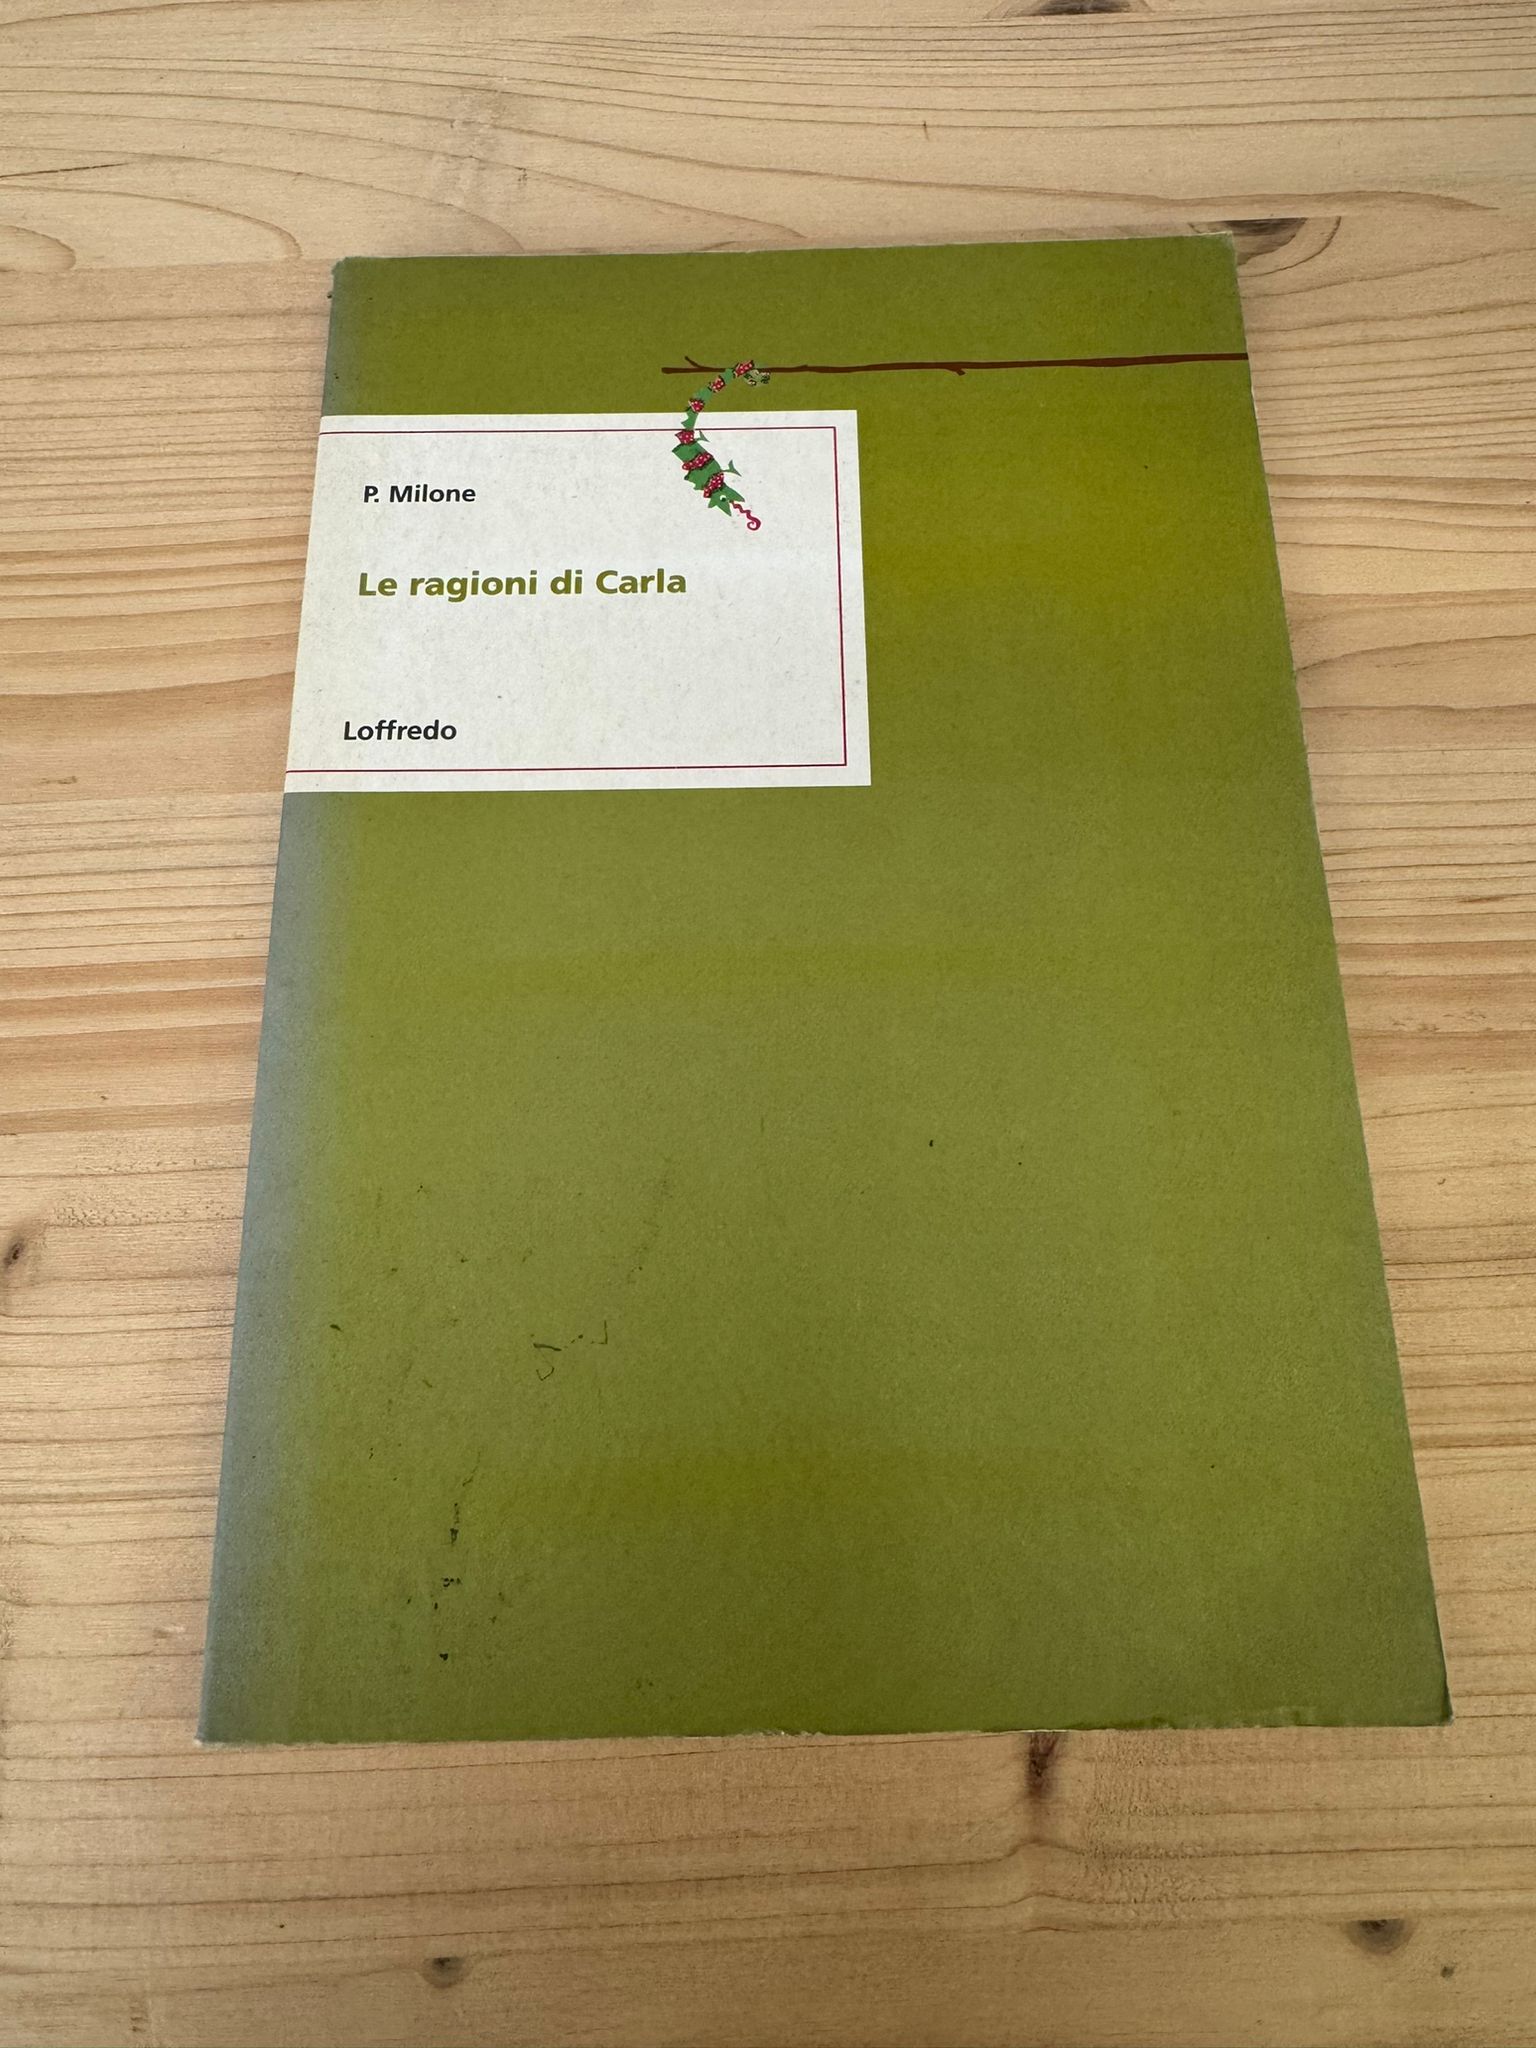 P. Milone
Le ragioni di Carla
Loffredo